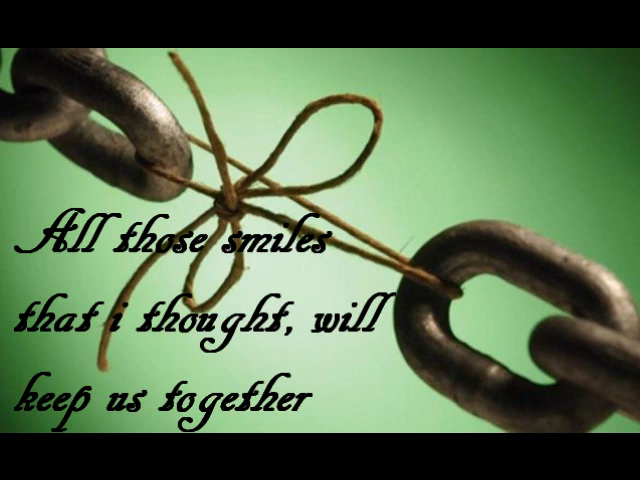 All those smiles
that i thought, will
keep us together